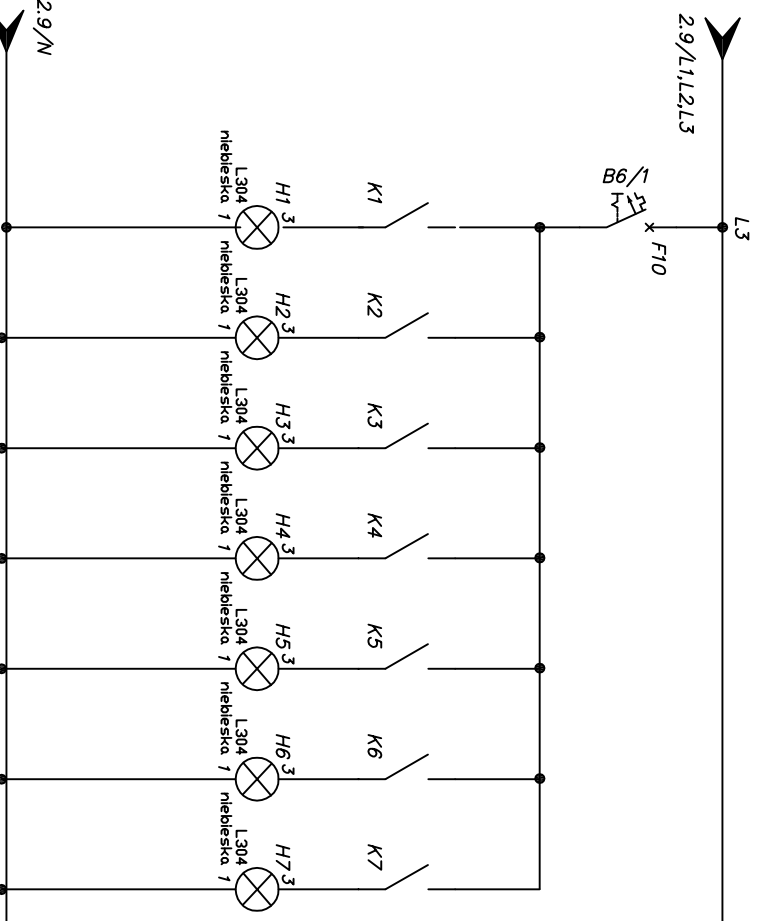 2.9/L1,L2,L3
L3
B6/1
F10
K1
K2
K3
K4
K5
K6
K7
H1 3
L304
niebieska 1
H2 3
L304
niebieska 1
H3 3
L304
niebieska 1
H4 3
L304
niebieska 1
H5 3
L304
niebieska 1
H6 3
L304
niebieska 1
H7 3
L304
niebieska 1
2.9/N